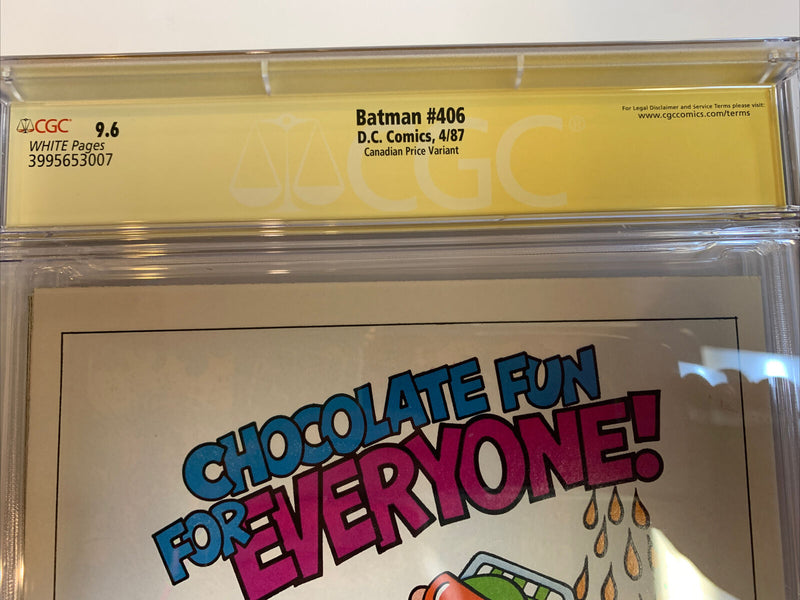 CGC 9.6
WHITE Pages
3995653007
Batman #406
D.C. Comics, 4/87
Canadian Price Variant
For Legal Disclaimer and Service Terms please visit:
www.cgccomics.com/terms
CGC
CHOCOLATE FUN
FOR EVERYONE!